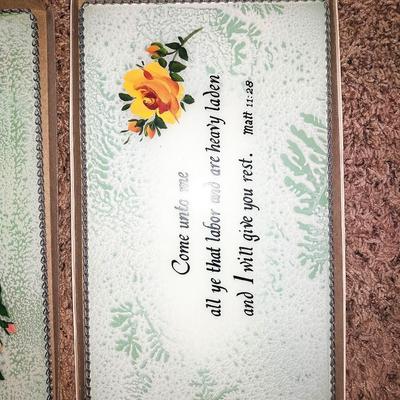 Come unto me
all ye that labor and are heavy laden
and I will give you rest. Matt 11:28